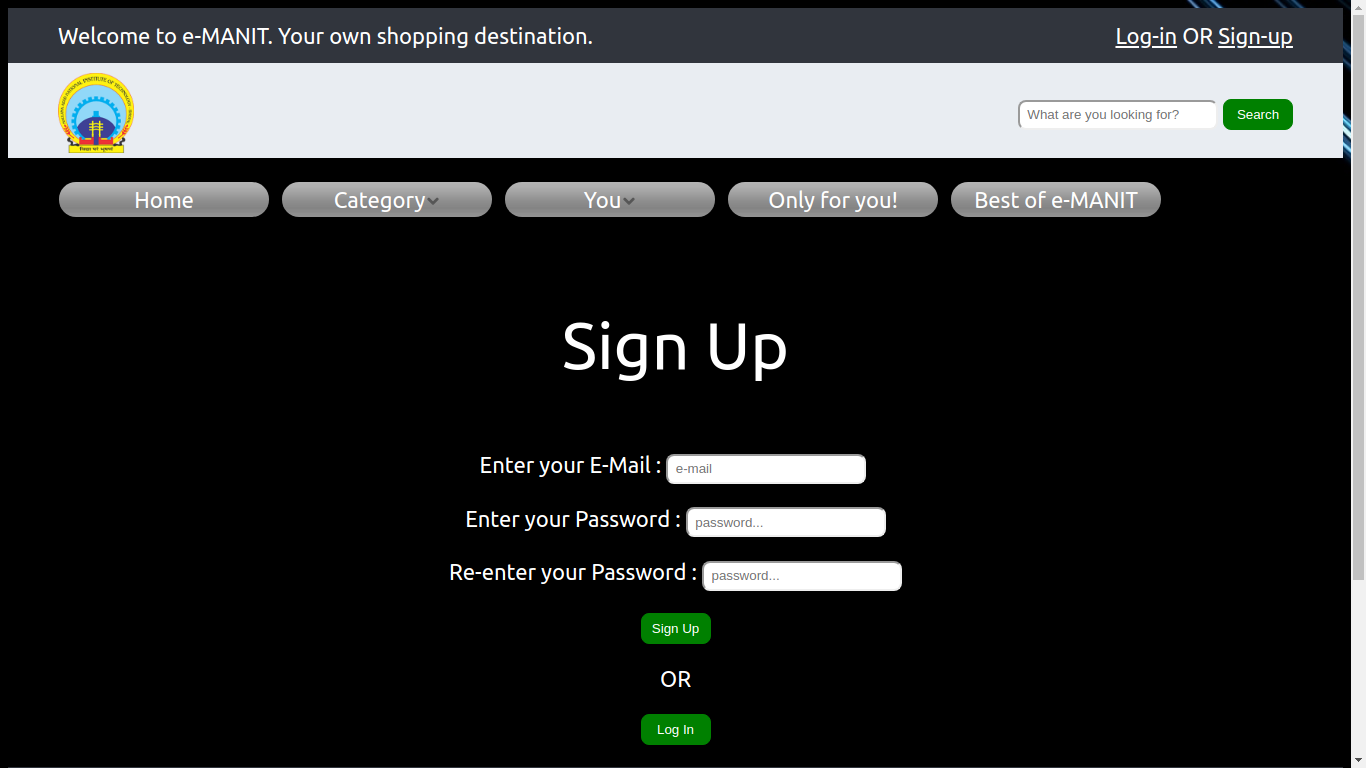 Welcome to e-MANIT. Your own shopping destination.
Log-in OR Sign-up
What are you looking for?
Search
Home
Category
You
Only for you!
Best of e-MANIT
Sign Up
Enter your E-Mail : e-mail
Enter your Password : password...
Re-enter your Password : password...
Sign Up
OR
Log In